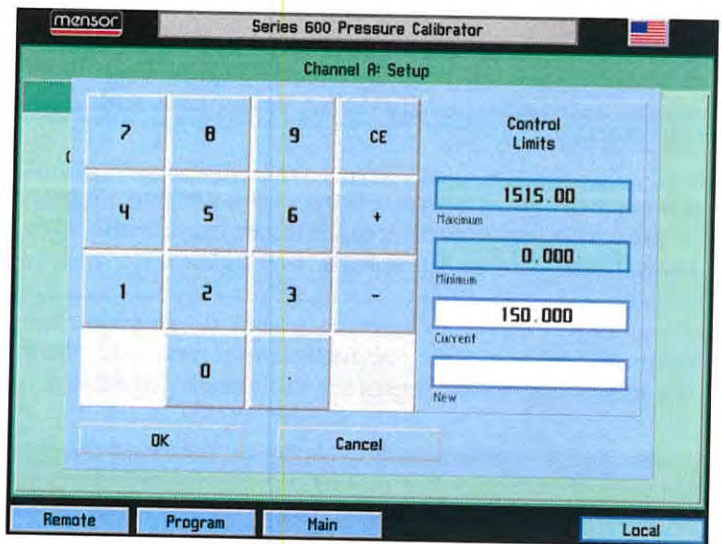 mensor
Series 600 Pressure Calibrator
Channel A: Setup
7 8 9 CE
4 5 6 +
1 2 3 -
0 .
Control
Limits
1515.00
Maximum
0.000
Minimum
150.000
Current
New
OK Cancel
Remote Program Main Local